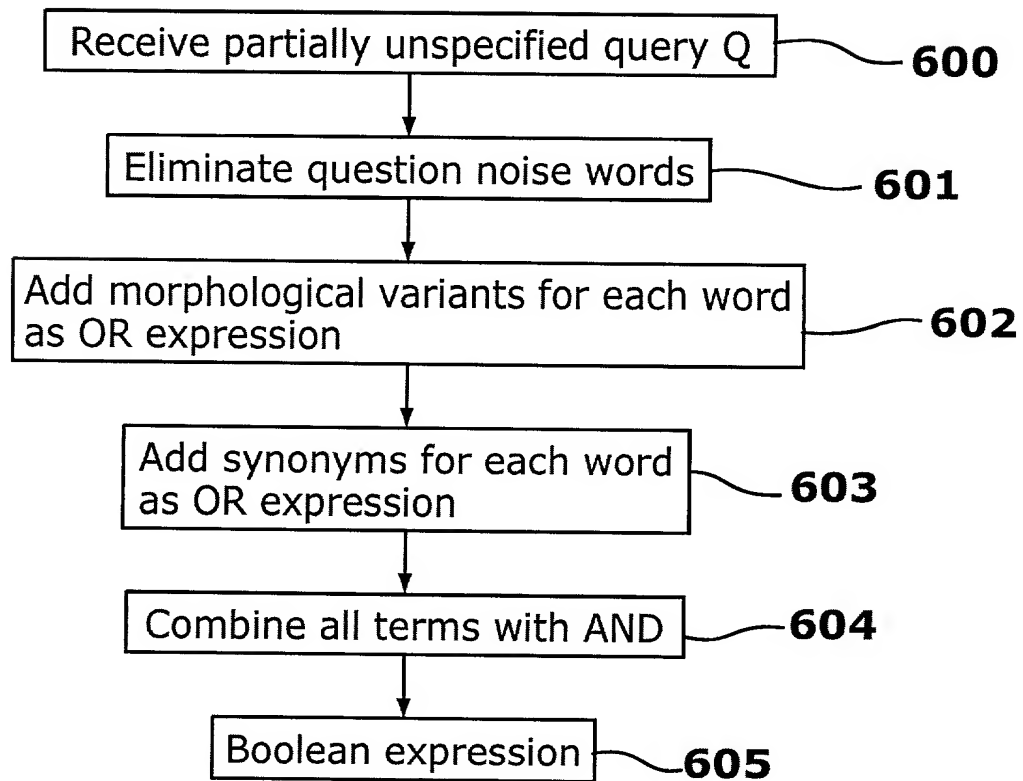 Receive partially unspecified query Q
600
Eliminate question noise words
601
Add morphological variants for each word
as OR expression
602
Add synonyms for each word
as OR expression
603
Combine all terms with AND
604
Boolean expression
605